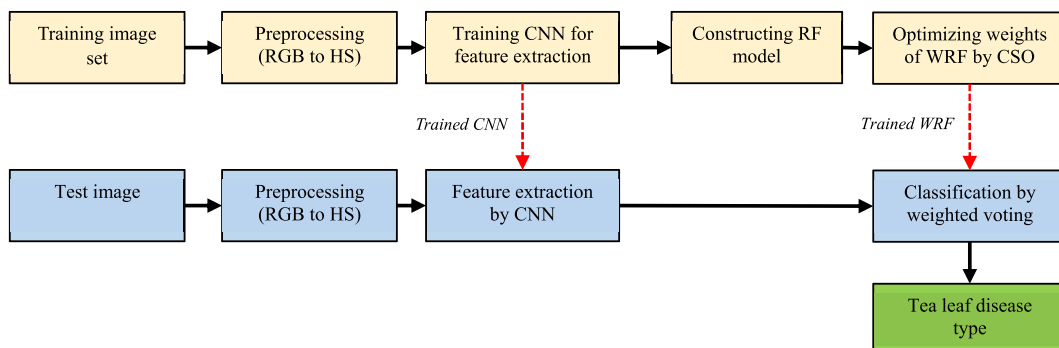 Training image
set
Preprocessing
(RGB to HS)
Training CNN for
feature extraction
Constructing RF
model
Optimizing weights
of WRF by CSO
Trained CNN
Trained WRF
Test image
Preprocessing
(RGB to HS)
Feature extraction
by CNN
Classification by
weighted voting
Tea leaf disease
type